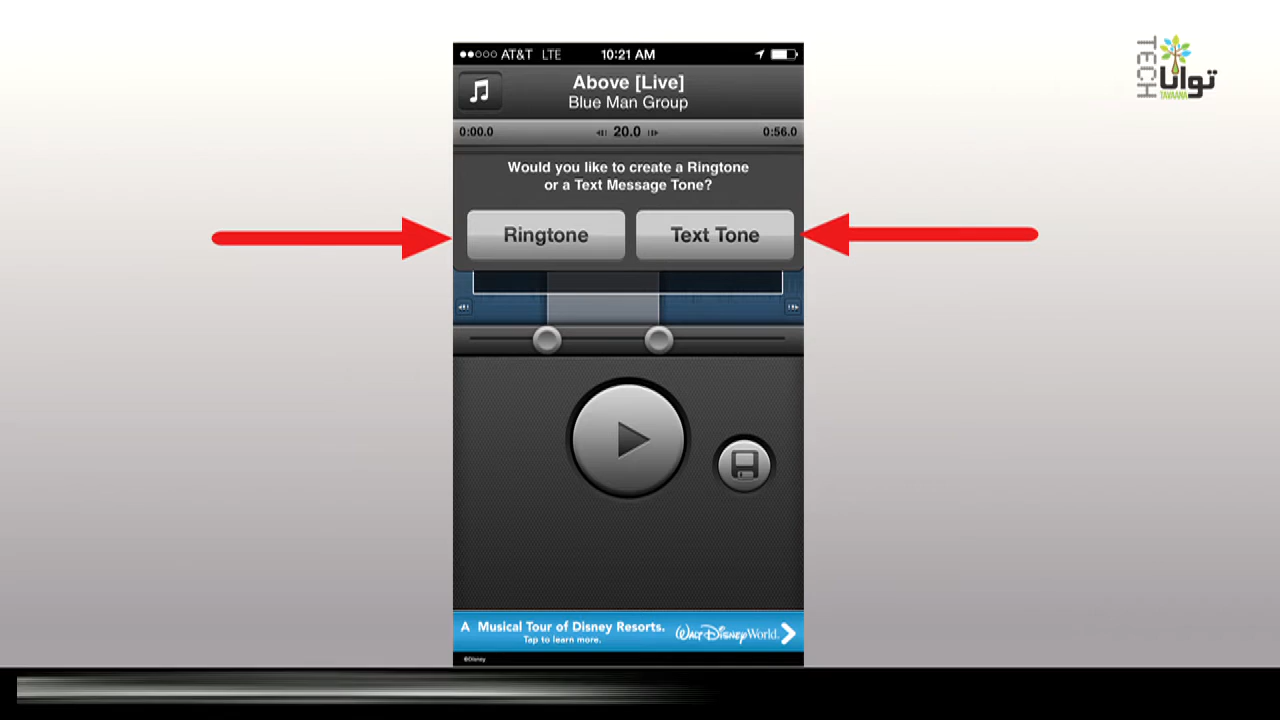 AT&T LTE 10:21 AM
TECH توانا
TAVAANA
Above [Live]
Blue Man Group
0:00.0 20.0 0:56.0
Would you like to create a Ringtone
or a Text Message Tone?
Ringtone Text Tone
A Musical Tour of Disney Resorts.
Tap to learn more.
WALT DISNEY World.
©Disney